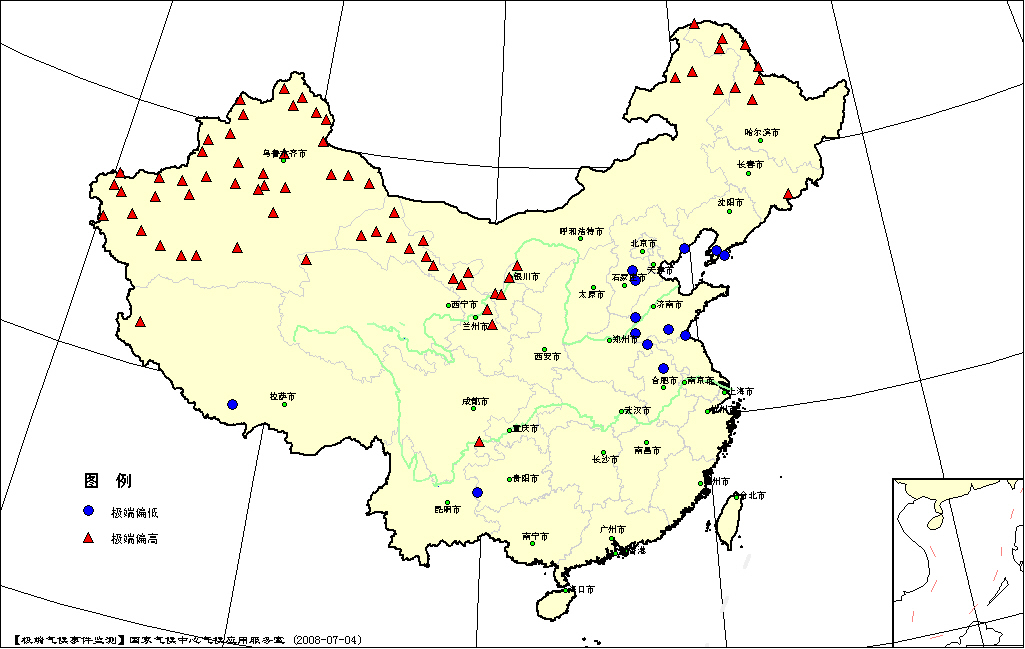 哈尔滨市
长春市
乌鲁木齐市
沈阳市
呼和浩特市
北京市
天津市
银川市
石家庄市
太原市
西宁市
济南市
兰州市
郑州市
西安市
合肥市
南京市
上海市
拉萨市
成都市
武汉市
杭州市
重庆市
南昌市
长沙市
图 例
贵阳市
州市
台北市
极端偏低
昆明市
极端偏高
广州市
南宁市
港
口市
【极端气候事件监测】国家气候中心气候应用服务室 (2008-07-04)